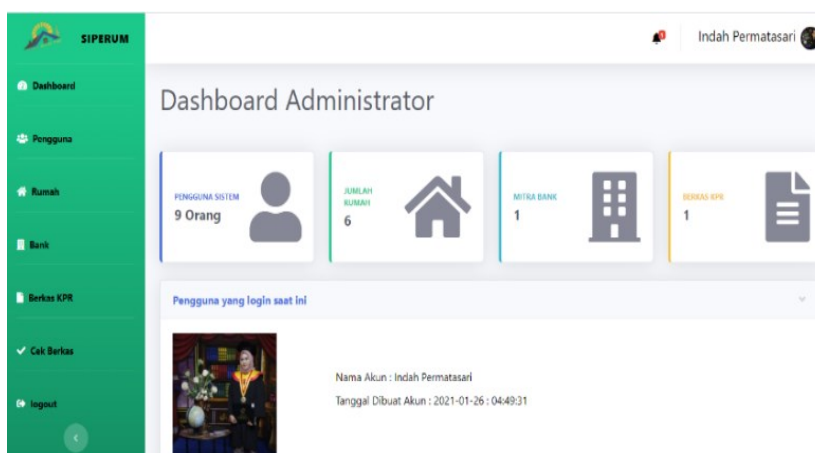 SIPERUM
Indah Permatasari
Dashboard
Pengguna
Rumah
Bank
Berkas KPR
Cek Berkas
logout
Dashboard Administrator
PENGGUNA SISTEM
9 Orang
JUMLAH
RUMAH
6
MITRA BANK
1
BERKAS KPR
1
Pengguna yang login saat ini
Nama Akun : Indah Permatasari
Tanggal Dibuat Akun : 2021-01-26 : 04:49:31